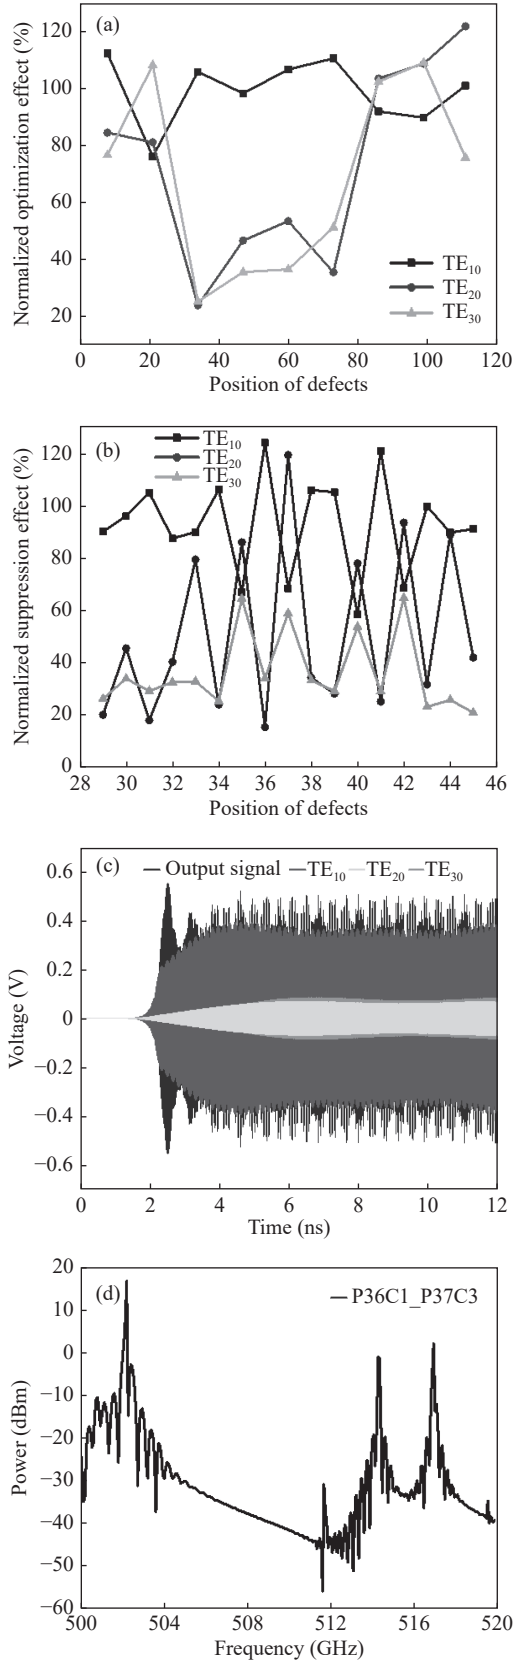 (a)
Normalized optimization effect (%)
120
100
80
60
40
20
TE10
TE20
TE30
0 20 40 60 80 100 120
Position of defects
(b)
Normalized suppression effect (%)
120
100
80
60
40
20
0
TE10
TE20
TE30
28 30 32 34 36 38 40 42 44 46
Position of defects
(c)
Output signal TE10 TE20 TE30
Voltage (V)
0.6
0.4
0.2
0
−0.2
−0.4
−0.6
0 2 4 6 8 10 12
Time (ns)
(d)
P36C1_P37C3
Power (dBm)
20
10
0
−10
−20
−30
−40
−50
−60
500 504 508 512 516 520
Frequency (GHz)